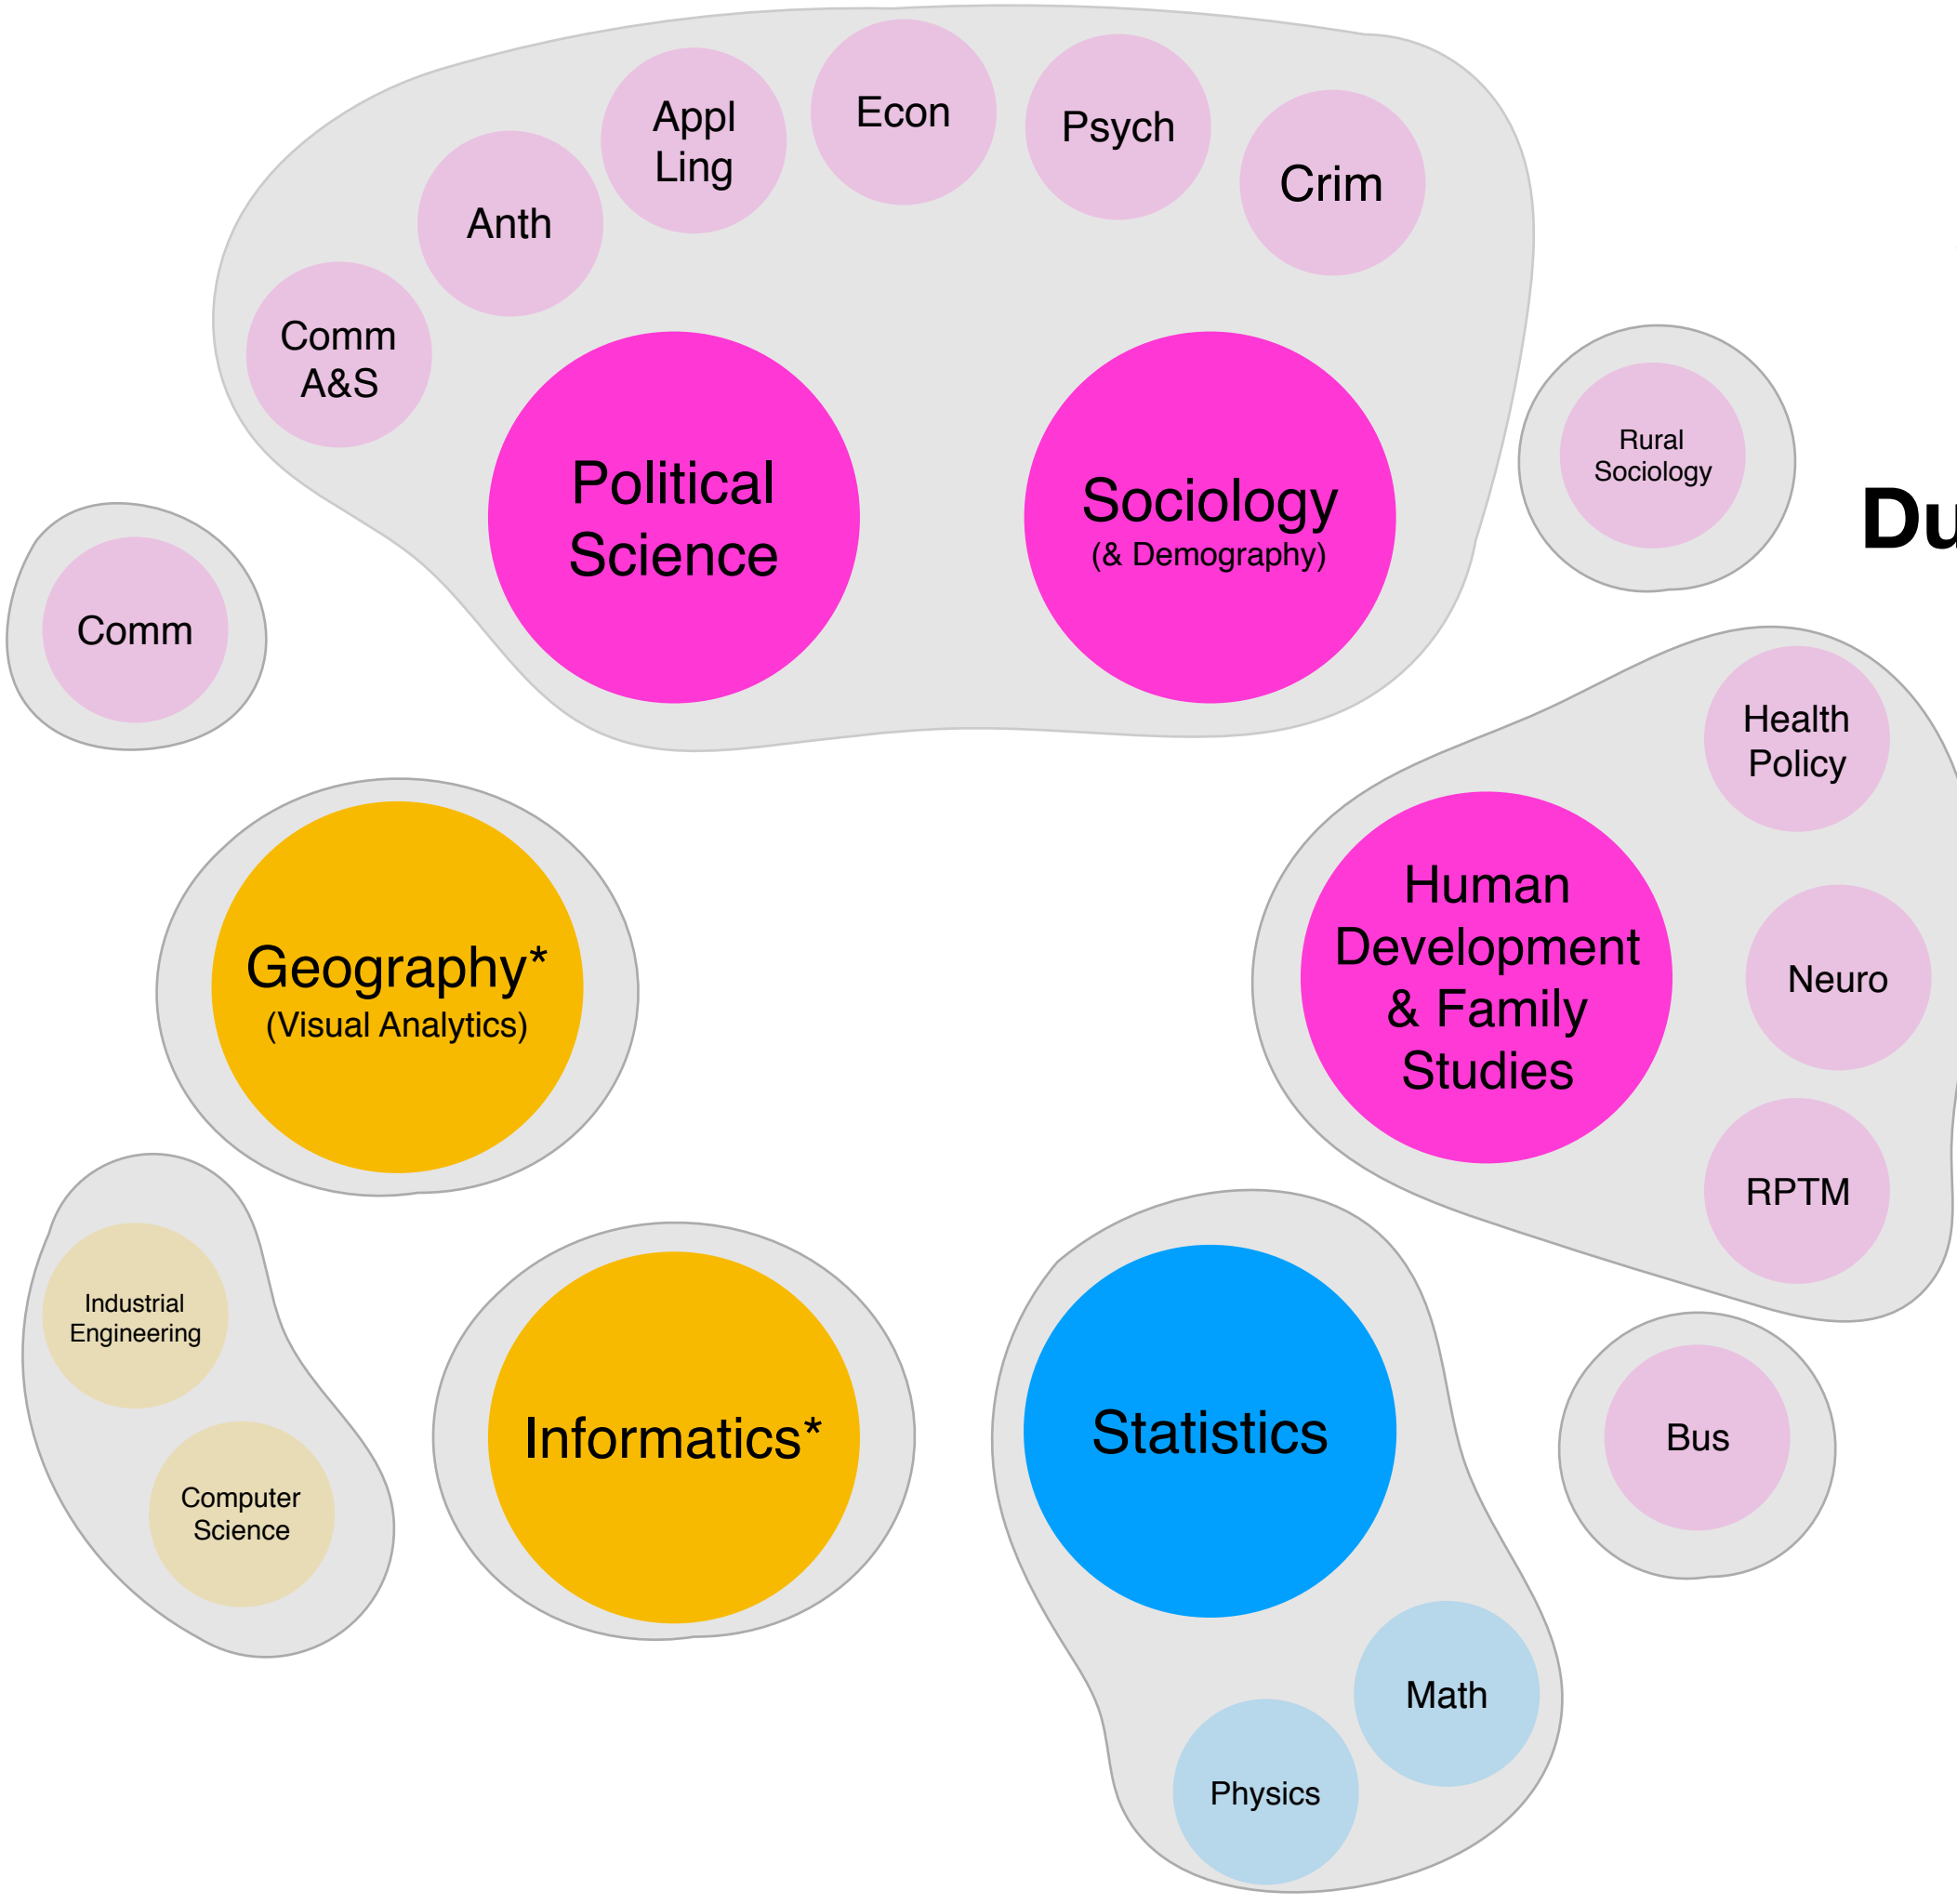 Econ
Appl
Ling
Psych
Crim
Anth
Comm
A&S
Political
Science
Sociology
(& Demography)
Rural
Sociology
Du
Comm
Health
Policy
Human
Development
& Family
Studies
Neuro
RPTM
Geography*
(Visual Analytics)
Industrial
Engineering
Computer
Science
Informatics*
Statistics
Bus
Math
Physics